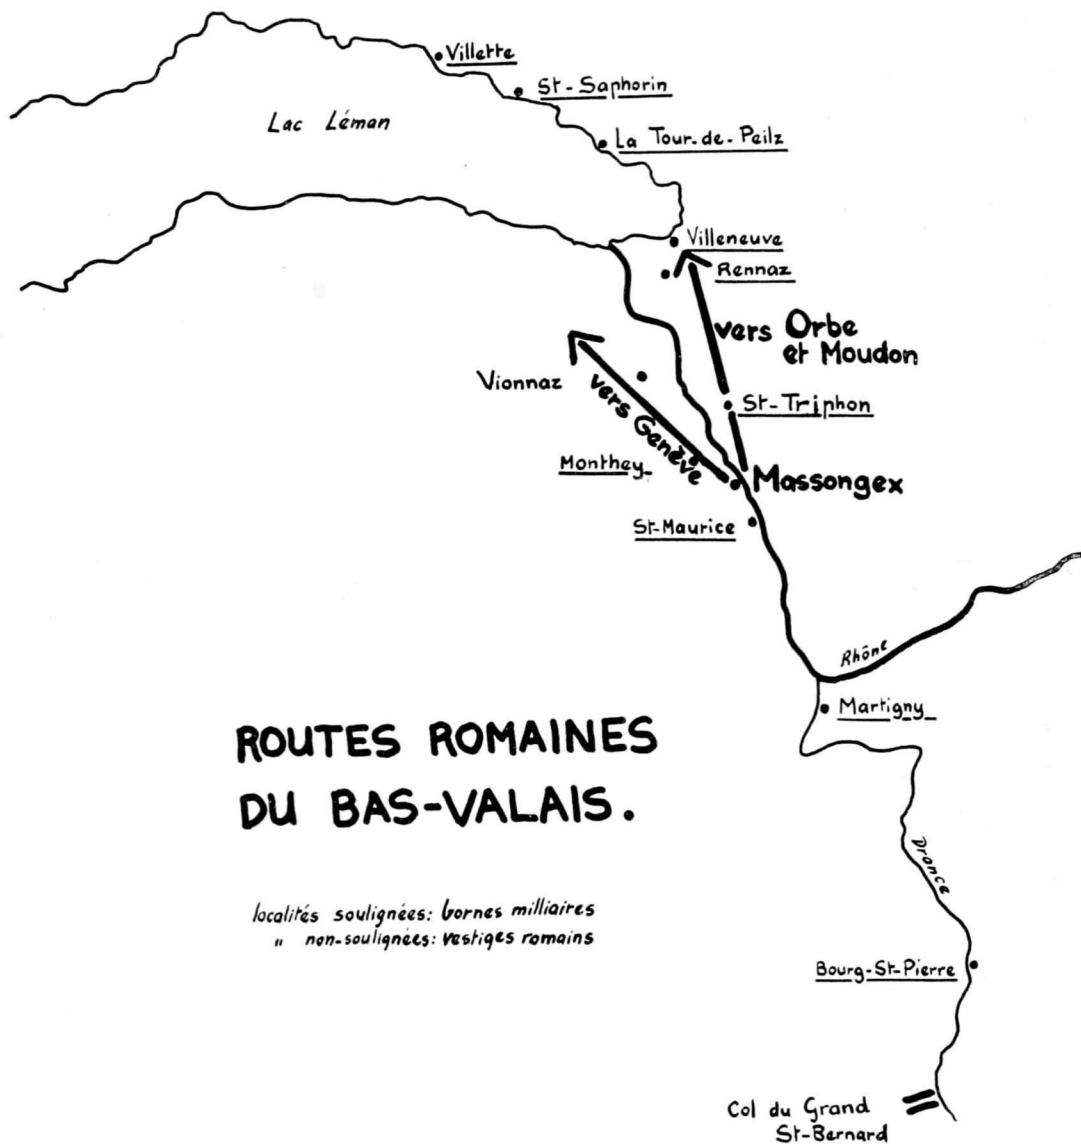 Villette
St-Saphorin
Lac Léman
La Tour-de-Peilz
Villeneuve
Rennaz
vers Orbe
et Moudon
Vionnaz
vers Genève
St-Triphon
Monthey
Massongex
St-Maurice
Rhône
Martigny
ROUTES ROMAINES
DU BAS-VALAIS.
Drance
localités soulignées: bornes milliaires
" non-soulignées: vestiges romains
Bourg-St-Pierre
Col du Grand
St-Bernard